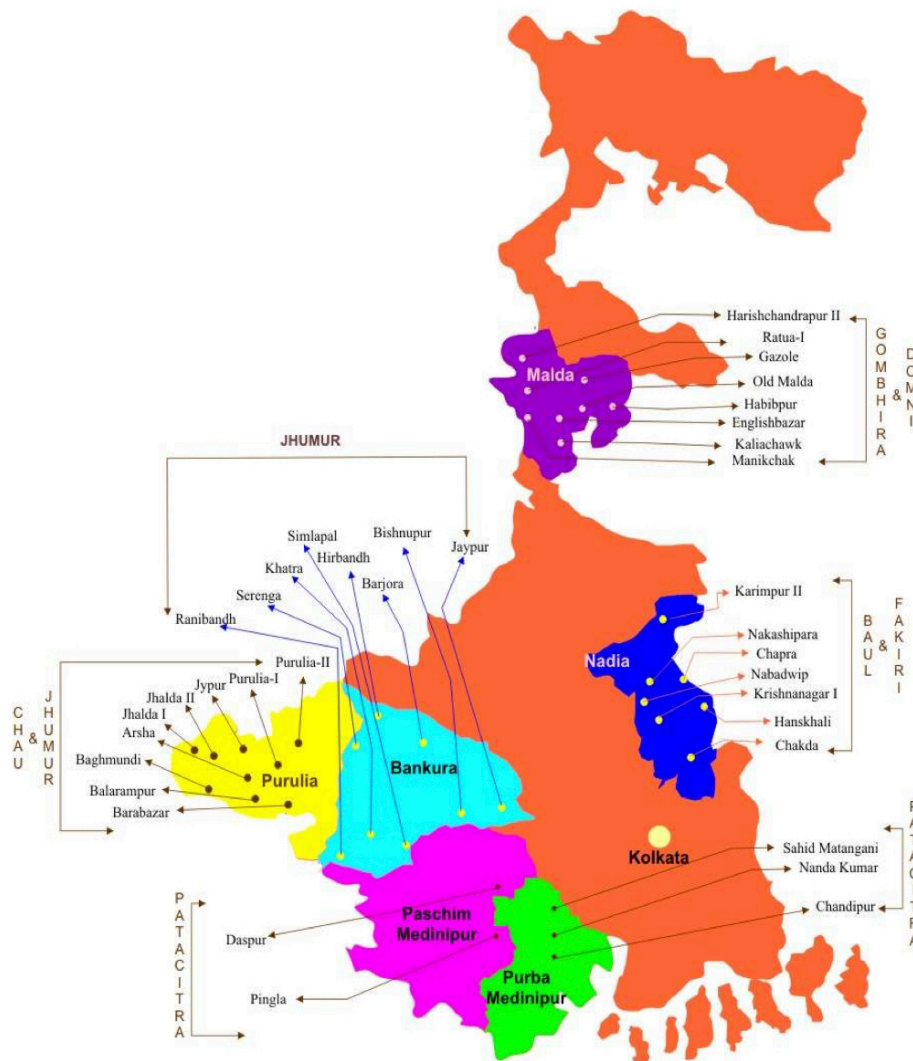 Harishchandrapur II
Ratua-I
Gazole
Malda
Old Malda
Habibpur
Englishbazar
Kaliachawk
Manikchak
GOMBHIRA
&
DOMNI
JHUMUR
Simlapal
Bishnupur
Hirbandh
Jaypur
Khatra
Barjora
Serenga
Ranibandh
Karimpur II
Nakashipara
Chapra
Nadia
Nabadwip
Krishnanagar I
Hanskhali
Chakda
BAUL
&
FAKIRI
Purulia-II
Purulia-I
Jypur
Jhalda II
Jhalda I
Arsha
Baghmundi
Purulia
Bankura
Balarampur
Barabazar
CHAU
&
JHUMUR
Kolkata
Sahid Matangani
Nanda Kumar
Chandipur
Paschim
Medinipur
Daspur
Purba
Medinipur
Pingla
PATACITRA